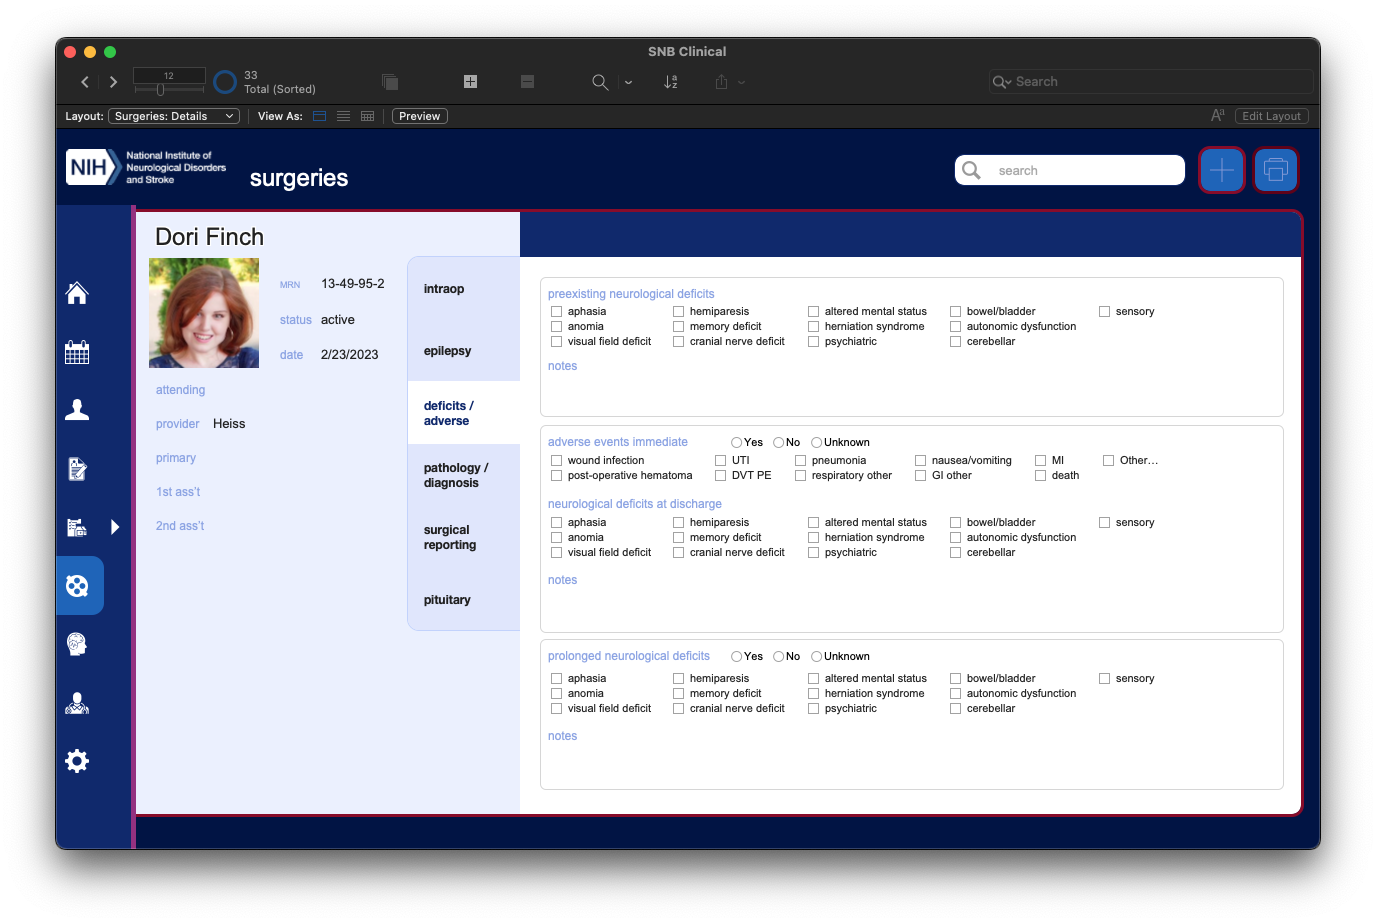 SNB Clinical
12
33
Total (Sorted)
Search
Layout: Surgeries: Details View As: Preview Aa Edit Layout
NIH National Institute of
Neurological Disorders
and Stroke
surgeries
search
Dori Finch
MRN 13-49-95-2
status active
date 2/23/2023
attending
provider Heiss
primary
1st ass't
2nd ass't
intraop
epilepsy
deficits /
adverse
pathology /
diagnosis
surgical
reporting
pituitary
preexisting neurological deficits
aphasia hemiparesis altered mental status bowel/bladder sensory
anomia memory deficit herniation syndrome autonomic dysfunction
visual field deficit cranial nerve deficit psychiatric cerebellar
notes
adverse events immediate Yes No Unknown
wound infection UTI pneumonia nausea/vomiting MI Other…
post-operative hematoma DVT PE respiratory other GI other death
neurological deficits at discharge
aphasia hemiparesis altered mental status bowel/bladder sensory
anomia memory deficit herniation syndrome autonomic dysfunction
visual field deficit cranial nerve deficit psychiatric cerebellar
notes
prolonged neurological deficits Yes No Unknown
aphasia hemiparesis altered mental status bowel/bladder sensory
anomia memory deficit herniation syndrome autonomic dysfunction
visual field deficit cranial nerve deficit psychiatric cerebellar
notes